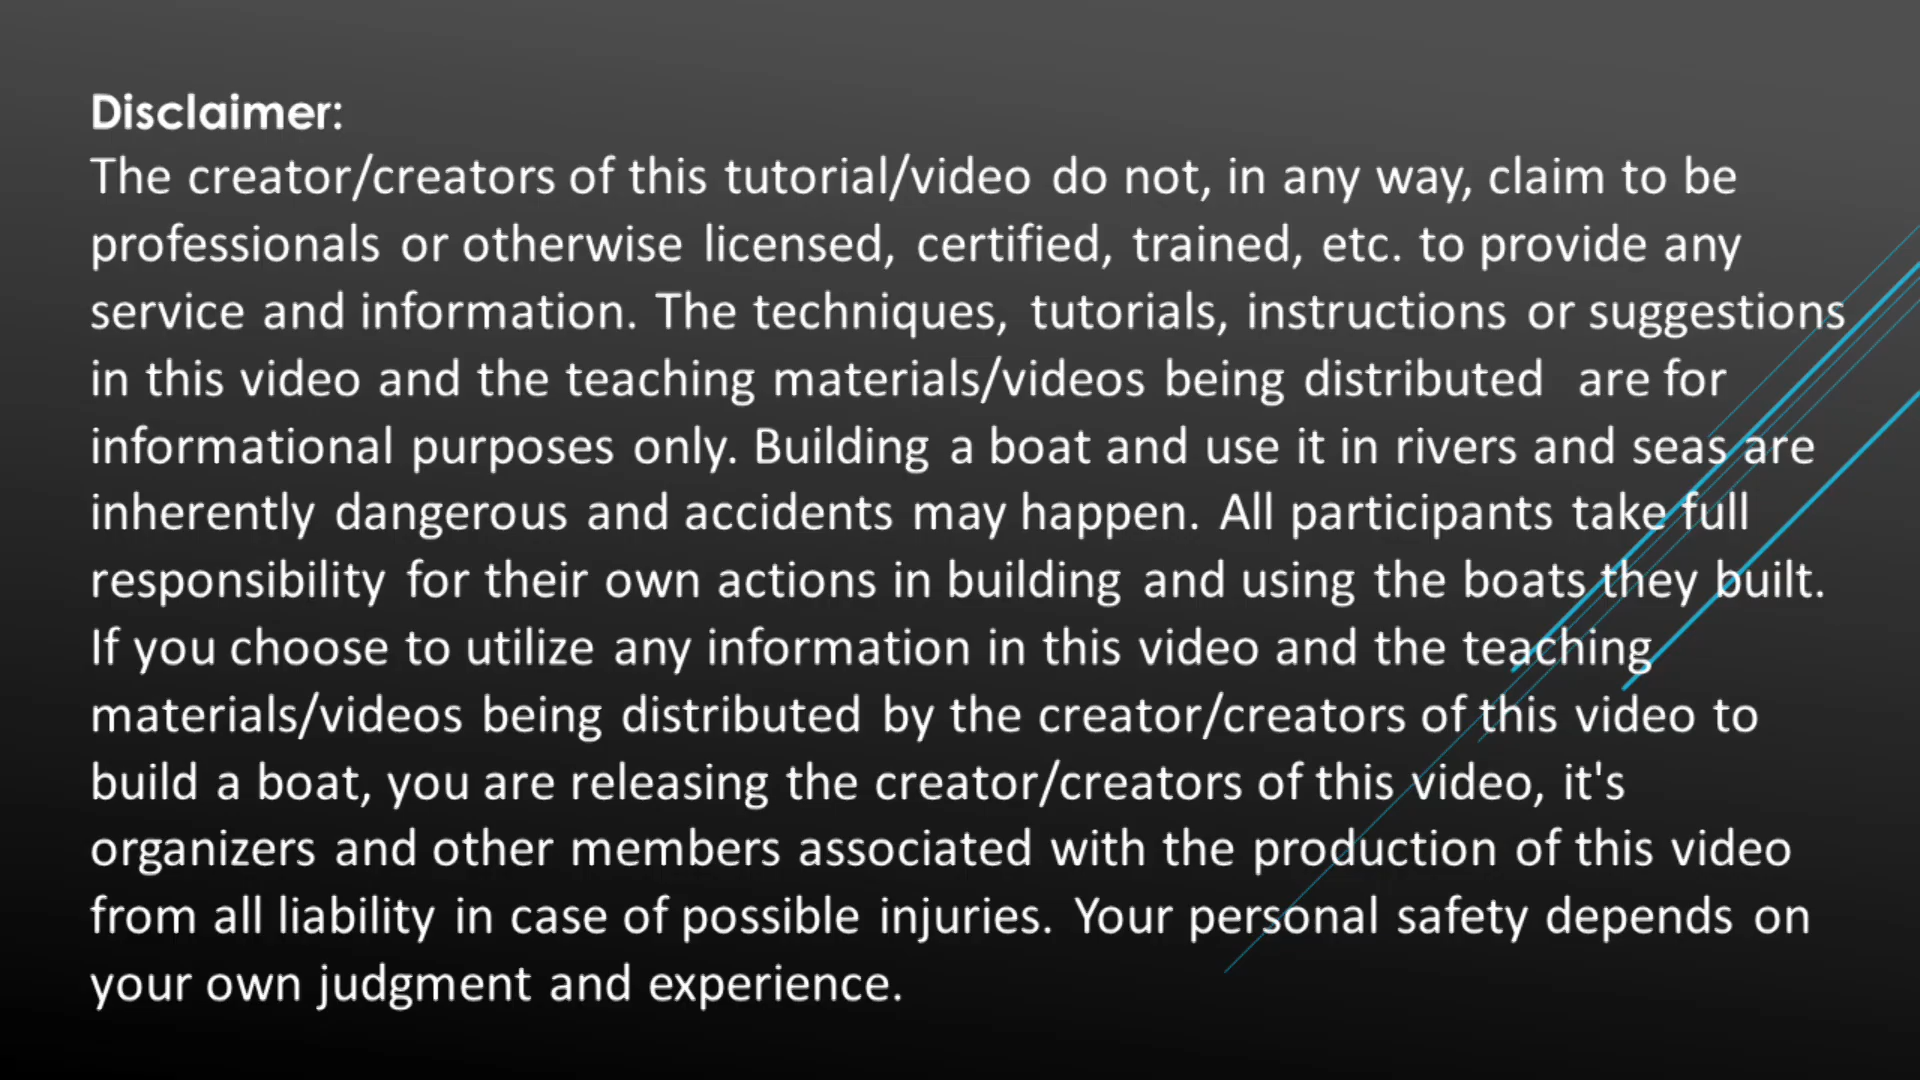 Disclaimer:
The creator/creators of this tutorial/video do not, in any way, claim to be
professionals or otherwise licensed, certified, trained, etc. to provide any
service and information. The techniques, tutorials, instructions or suggestions
in this video and the teaching materials/videos being distributed are for
informational purposes only. Building a boat and use it in rivers and seas are
inherently dangerous and accidents may happen. All participants take full
responsibility for their own actions in building and using the boats they built.
If you choose to utilize any information in this video and the teaching
materials/videos being distributed by the creator/creators of this video to
build a boat, you are releasing the creator/creators of this video, it's
organizers and other members associated with the production of this video
from all liability in case of possible injuries. Your personal safety depends on
your own judgment and experience.